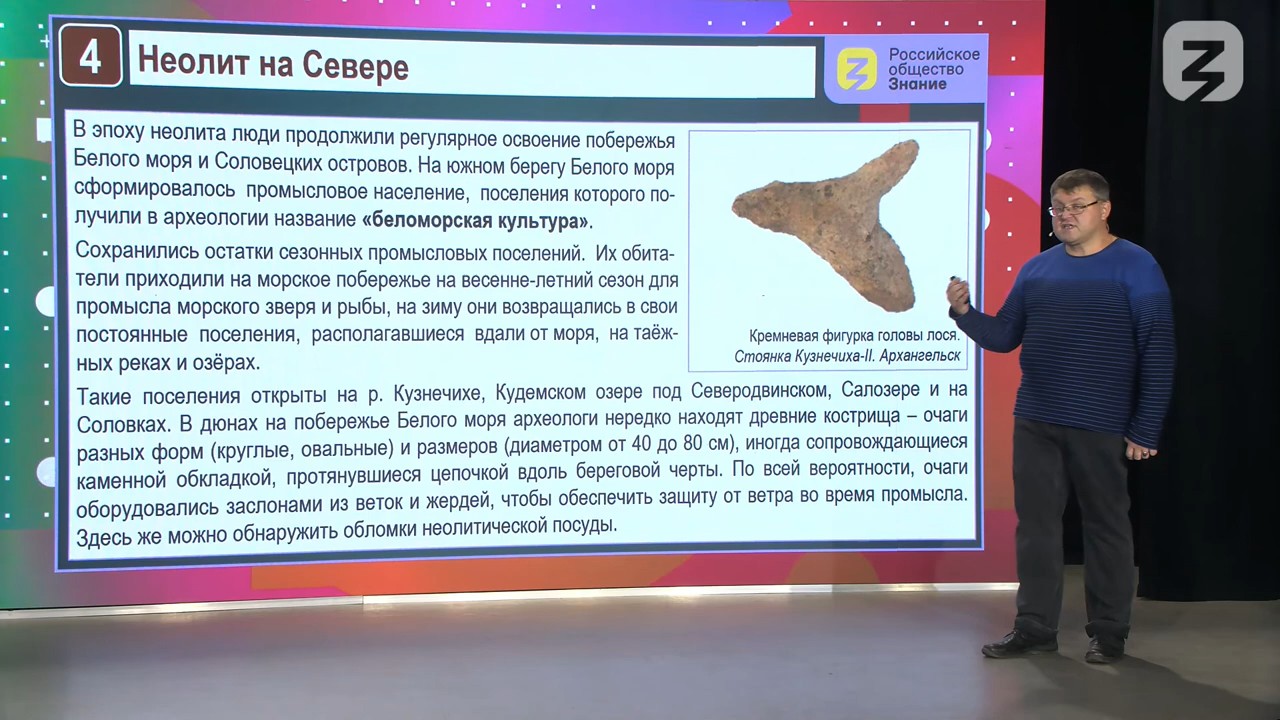 4
Неолит на Севере
Российское
общество
Знание
В эпоху неолита люди продолжили регулярное освоение побережья
Белого моря и Соловецких островов. На южном берегу Белого моря
сформировалось промысловое население, поселения которого по-
лучили в археологии название «беломорская культура».
Сохранились остатки сезонных промысловых поселений. Их обита-
тели приходили на морское побережье на весенне-летний сезон для
промысла морского зверя и рыбы, на зиму они возвращались в свои
постоянные поселения, располагавшиеся вдали от моря, на таёж-
ных реках и озёрах.
Кремневая фигурка головы лося.
Стоянка Кузнечиха-II. Архангельск
Такие поселения открыты на р. Кузнечихе, Кудемском озере под Северодвинском, Салозере и на
Соловках. В дюнах на побережье Белого моря археологи нередко находят древние кострища – очаги
разных форм (круглые, овальные) и размеров (диаметром от 40 до 80 см), иногда сопровождающиеся
каменной обкладкой, протянувшиеся цепочкой вдоль береговой черты. По всей вероятности, очаги
оборудовались заслонами из веток и жердей, чтобы обеспечить защиту от ветра во время промысла.
Здесь же можно обнаружить обломки неолитической посуды.